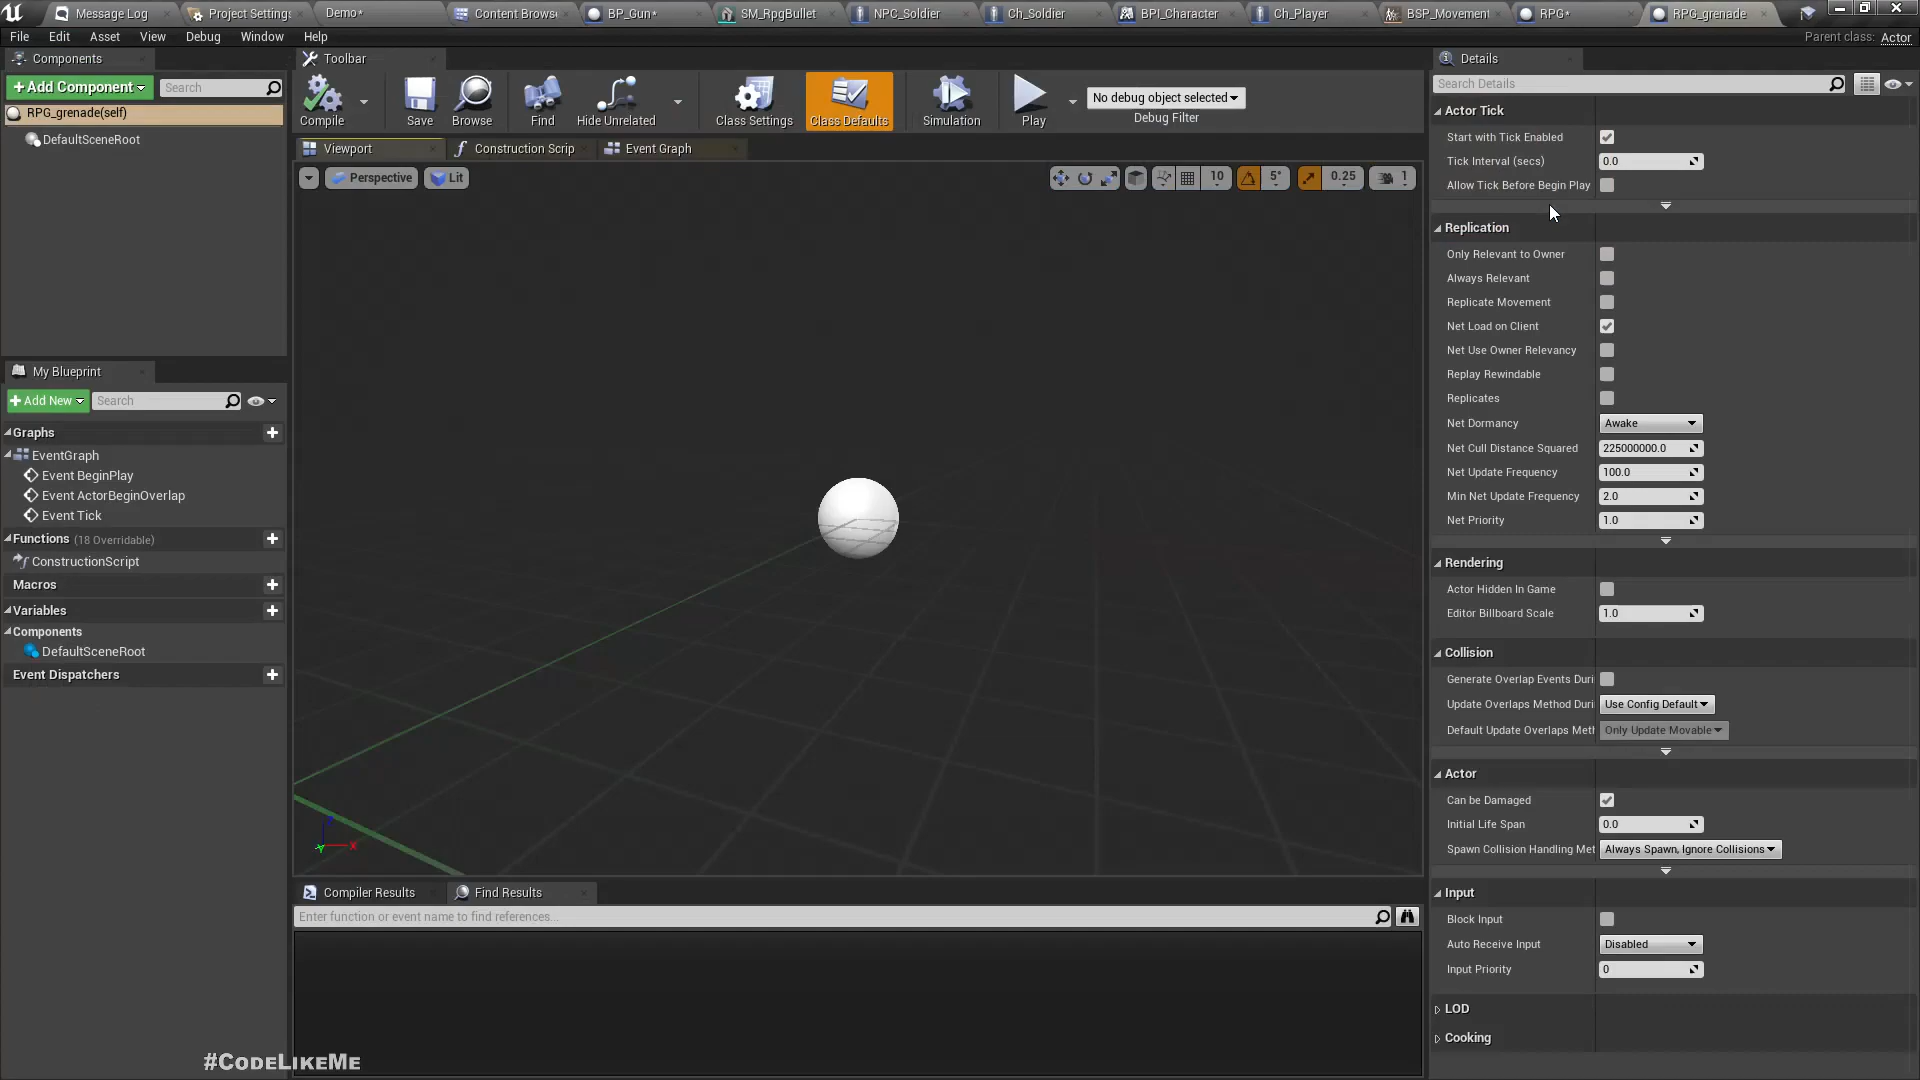 Message Log
Project Settings
Demo*
Content Brows
BP_Gun*
SM_RpgBullet
NPC_Soldier
Ch_Soldier
BPI_Character
Ch_Player
BSP_Movement
RPG*
RPG_grenade
File Edit Asset View Debug Window Help
Parent class: Actor
Components
+Add Component
Search
RPG_grenade(self)
DefaultSceneRoot
My Blueprint
+Add New
Search
Graphs
EventGraph
Event BeginPlay
Event ActorBeginOverlap
Event Tick
Functions (18 Overridable)
ConstructionScript
Macros
Variables
Components
DefaultSceneRoot
Event Dispatchers
Toolbar
Compile
Save
Browse
Find
Hide Unrelated
Class Settings
Class Defaults
Simulation
Play
No debug object selected
Debug Filter
Viewport
Construction Scrip
Event Graph
Perspective
Lit
10
5°
0.25
1
X
Compiler Results
Find Results
Enter function or event name to find references...
Details
Search Details
Actor Tick
Start with Tick Enabled
Tick Interval (secs) 0.0
Allow Tick Before Begin Play
Replication
Only Relevant to Owner
Always Relevant
Replicate Movement
Net Load on Client
Net Use Owner Relevancy
Replay Rewindable
Replicates
Net Dormancy Awake
Net Cull Distance Squared 225000000.0
Net Update Frequency 100.0
Min Net Update Frequency 2.0
Net Priority 1.0
Rendering
Actor Hidden In Game
Editor Billboard Scale 1.0
Collision
Generate Overlap Events Duri
Update Overlaps Method Duri Use Config Default
Default Update Overlaps Meth Only Update Movable
Actor
Can be Damaged
Initial Life Span 0.0
Spawn Collision Handling Met Always Spawn, Ignore Collisions
Input
Block Input
Auto Receive Input Disabled
Input Priority 0
LOD
Cooking
#CodeLikeMe